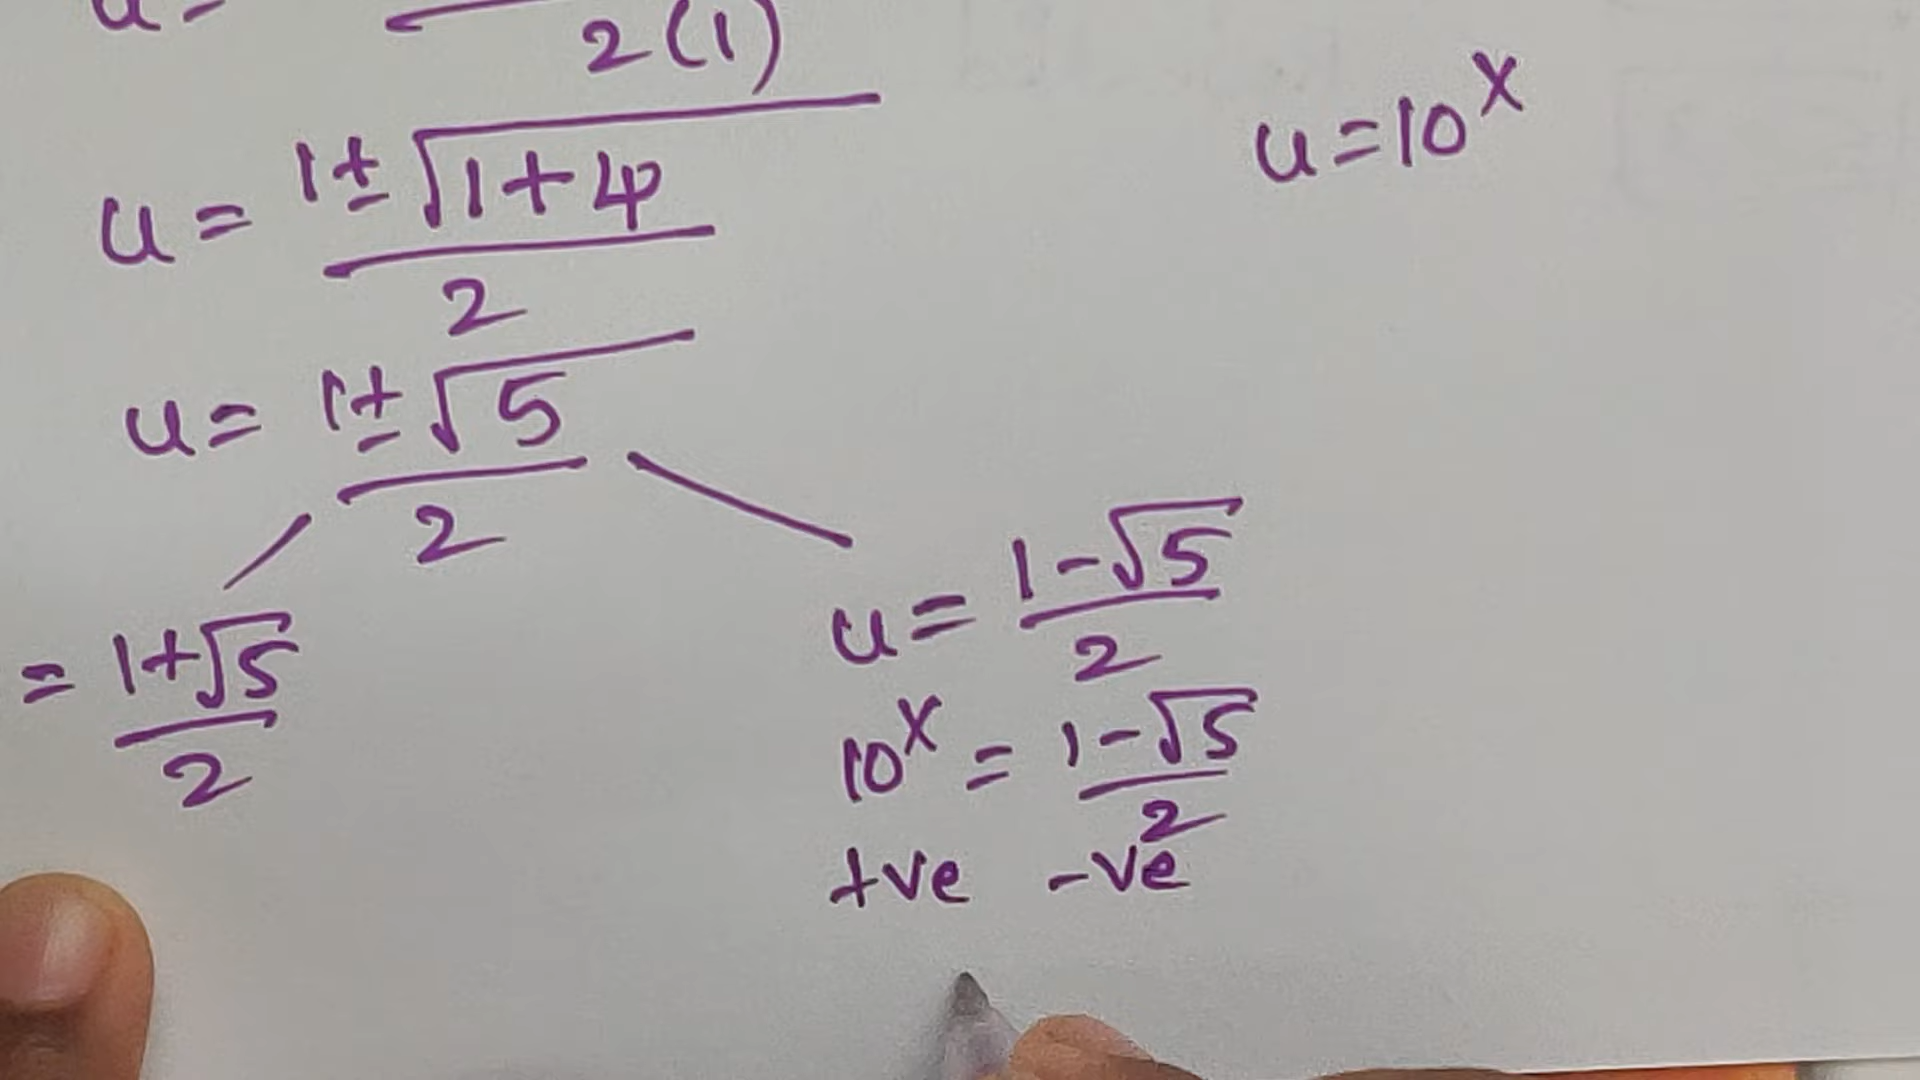 u =
2(1)
u = 10^x
u = (1 ± √(1+4))/2
u = (1 ± √5)/2
u = (1-√5)/2
= (1+√5)/2
10^x = (1-√5)/2
+ve -ve